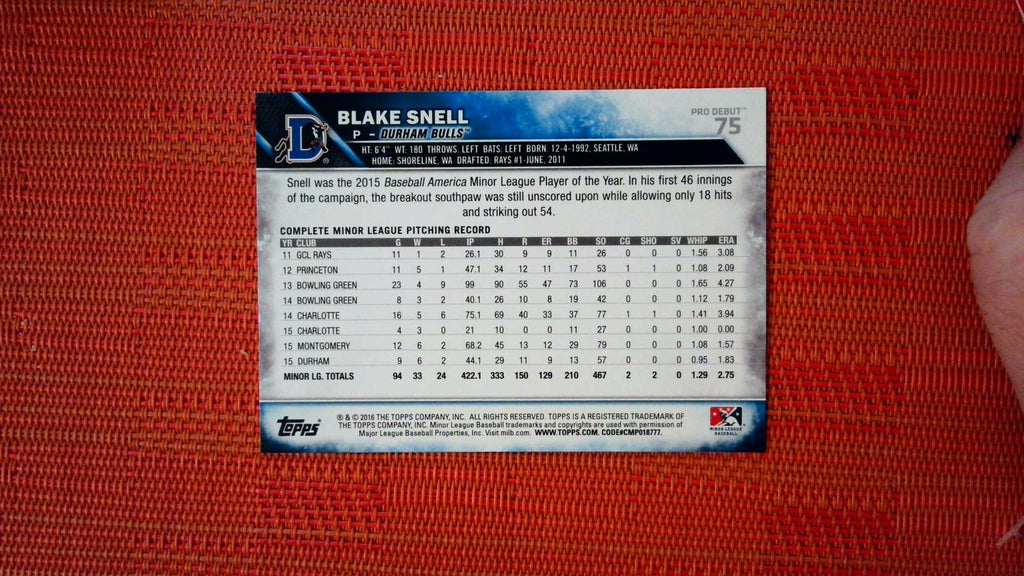 BLAKE SNELL
P - DURHAM BULLS™
PRO DEBUT™
75
D
HT. 6'4" WT. 180 THROWS. LEFT BATS. LEFT BORN. 12-4-1992, SEATTLE, WA
HOME: SHORELINE, WA DRAFTED: RAYS #1-JUNE, 2011
Snell was the 2015 Baseball America Minor League Player of the Year. In his first 46 innings
of the campaign, the breakout southpaw was still unscored upon while allowing only 18 hits
and striking out 54.
COMPLETE MINOR LEAGUE PITCHING RECORD
YR CLUB G W L IP H R ER BB SO CG SHO SV WHIP ERA
11 GCL RAYS 11 1 2 26.1 30 9 9 11 26 0 0 0 1.56 3.08
12 PRINCETON 11 5 1 47.1 34 12 11 17 53 1 1 0 1.08 2.09
13 BOWLING GREEN 23 4 9 99 90 55 47 73 106 0 0 0 1.65 4.27
14 BOWLING GREEN 8 3 2 40.1 26 10 8 19 42 0 0 0 1.12 1.79
14 CHARLOTTE 16 5 6 75.1 69 40 33 37 77 1 1 0 1.41 3.94
15 CHARLOTTE 4 3 0 21 10 0 0 11 27 0 0 0 1.00 0.00
15 MONTGOMERY 12 6 2 68.2 45 13 12 29 79 0 0 0 1.08 1.57
15 DURHAM 9 6 2 44.1 29 11 9 13 57 0 0 0 0.95 1.83
MINOR LG. TOTALS 94 33 24 422.1 333 150 129 210 467 2 2 0 1.29 2.75
Topps®
® & © 2016 THE TOPPS COMPANY, INC. ALL RIGHTS RESERVED. TOPPS IS A REGISTERED TRADEMARK OF
THE TOPPS COMPANY, INC. Minor League Baseball trademarks and copyrights are used with permission of
Major League Baseball Properties, Inc. Visit milb.com. WWW.TOPPS.COM. CODE#CMP018777.
MINOR LEAGUE
BASEBALL